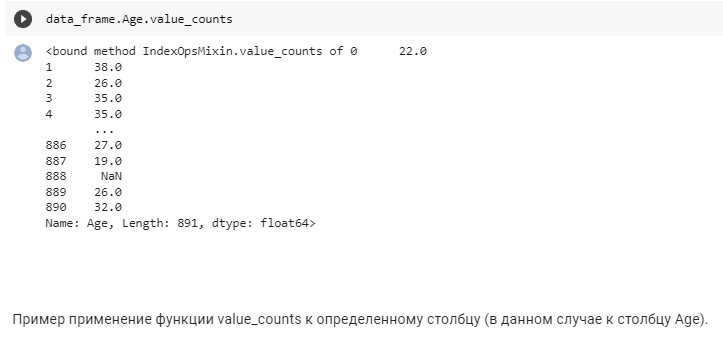 data_frame.Age.value_counts
<bound method IndexOpsMixin.value_counts of 0      22.0
1      38.0
2      26.0
3      35.0
4      35.0
       ...
886    27.0
887    19.0
888     NaN
889    26.0
890    32.0
Name: Age, Length: 891, dtype: float64>
Пример применение функции value_counts к определенному столбцу (в данном случае к столбцу Age).